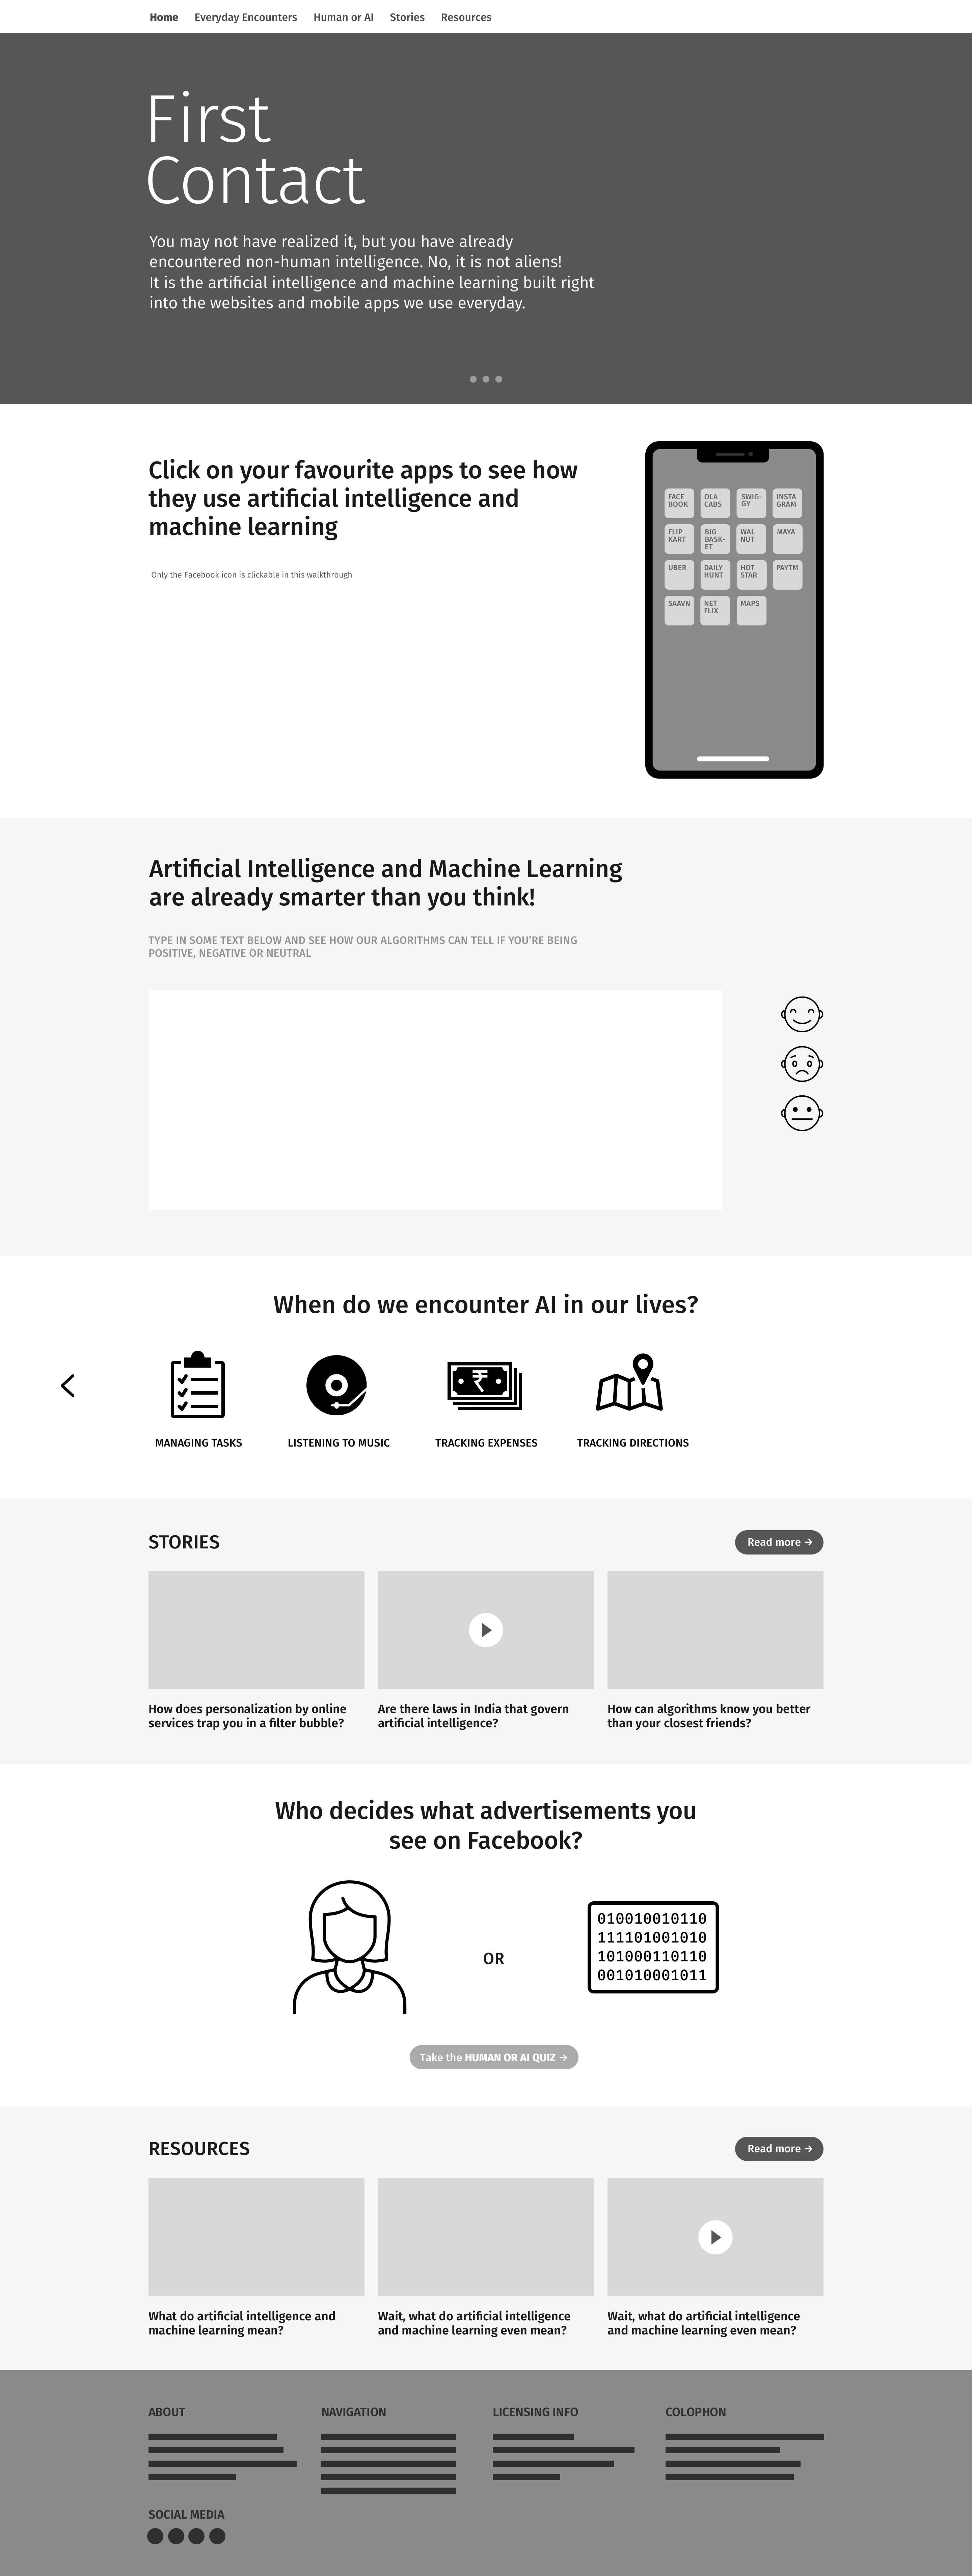 Home Everyday Encounters Human or AI Stories Resources
First
Contact
You may not have realized it, but you have already
encountered non-human intelligence. No, it is not aliens!
It is the artificial intelligence and machine learning built right
into the websites and mobile apps we use everyday.
Click on your favourite apps to see how
they use artificial intelligence and
machine learning
Only the Facebook icon is clickable in this walkthrough
FACE
BOOK
OLA
CABS
SWIG-
GY
INSTA
GRAM
FLIP
KART
BIG
BASK-
ET
WAL
NUT
MAYA
UBER
DAILY
HUNT
HOT
STAR
PAYTM
SAAVN
NET
FLIX
MAPS
Artificial Intelligence and Machine Learning
are already smarter than you think!
TYPE IN SOME TEXT BELOW AND SEE HOW OUR ALGORITHMS CAN TELL IF YOU'RE BEING
POSITIVE, NEGATIVE OR NEUTRAL
When do we encounter AI in our lives?
₹
MANAGING TASKS
LISTENING TO MUSIC
TRACKING EXPENSES
TRACKING DIRECTIONS
STORIES
Read more →
How does personalization by online
services trap you in a filter bubble?
Are there laws in India that govern
artificial intelligence?
How can algorithms know you better
than your closest friends?
Who decides what advertisements you
see on Facebook?
OR
010010010110
111101001010
101000110110
001010001011
Take the HUMAN OR AI QUIZ →
RESOURCES
Read more →
What do artificial intelligence and
machine learning mean?
Wait, what do artificial intelligence
and machine learning even mean?
Wait, what do artificial intelligence
and machine learning even mean?
ABOUT
NAVIGATION
LICENSING INFO
COLOPHON
SOCIAL MEDIA